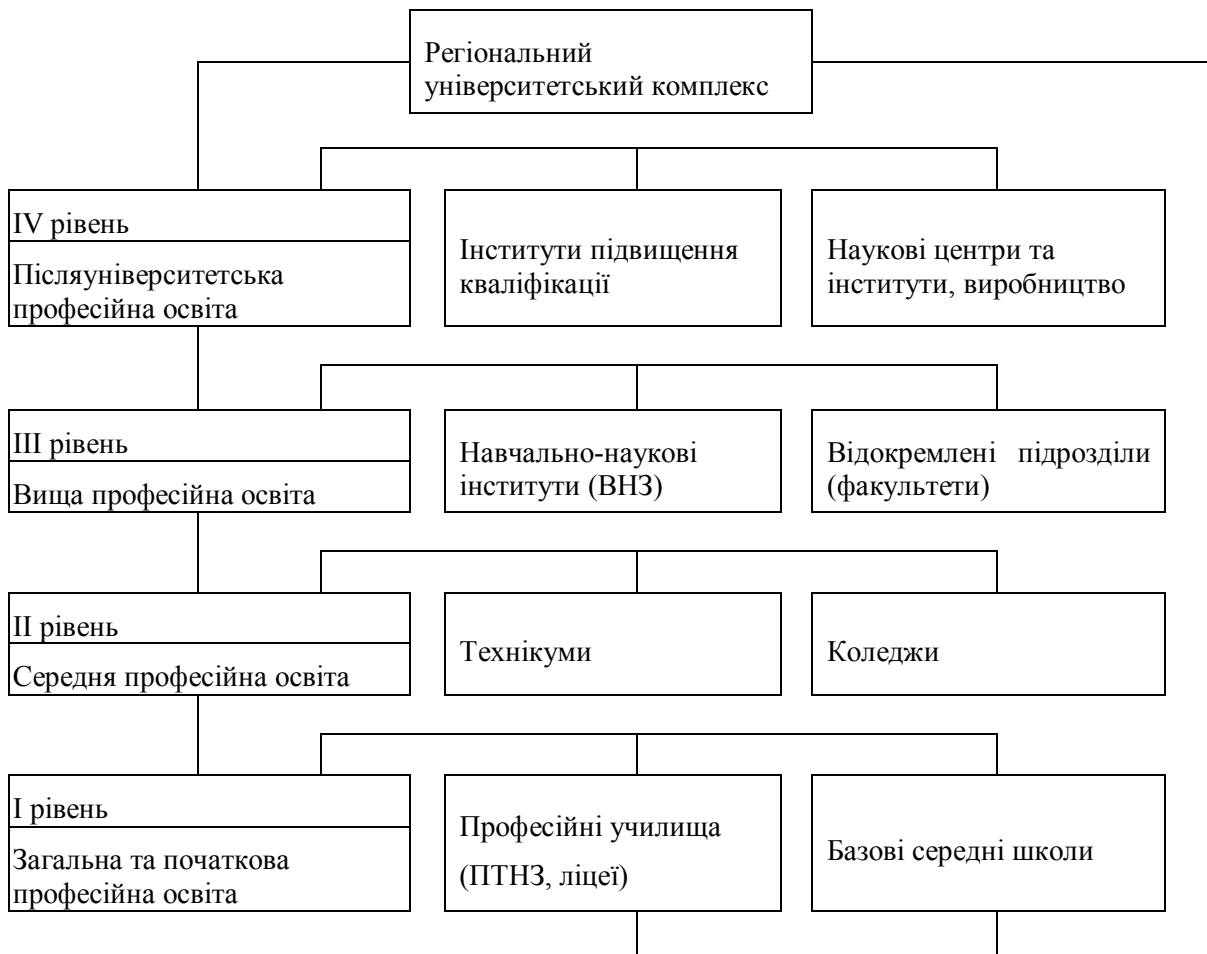 Регіональний
університетський комплекс
IV рівень
Післяуніверситетська
професійна освіта
Інститути підвищення
кваліфікації
Наукові центри та
інститути, виробництво
III рівень
Вища професійна освіта
Навчально-наукові
інститути (ВНЗ)
Відокремлені підрозділи
(факультети)
II рівень
Середня професійна освіта
Технікуми
Коледжи
I рівень
Загальна та початкова
професійна освіта
Професійні училища
(ПТНЗ, ліцеї)
Базові середні школи